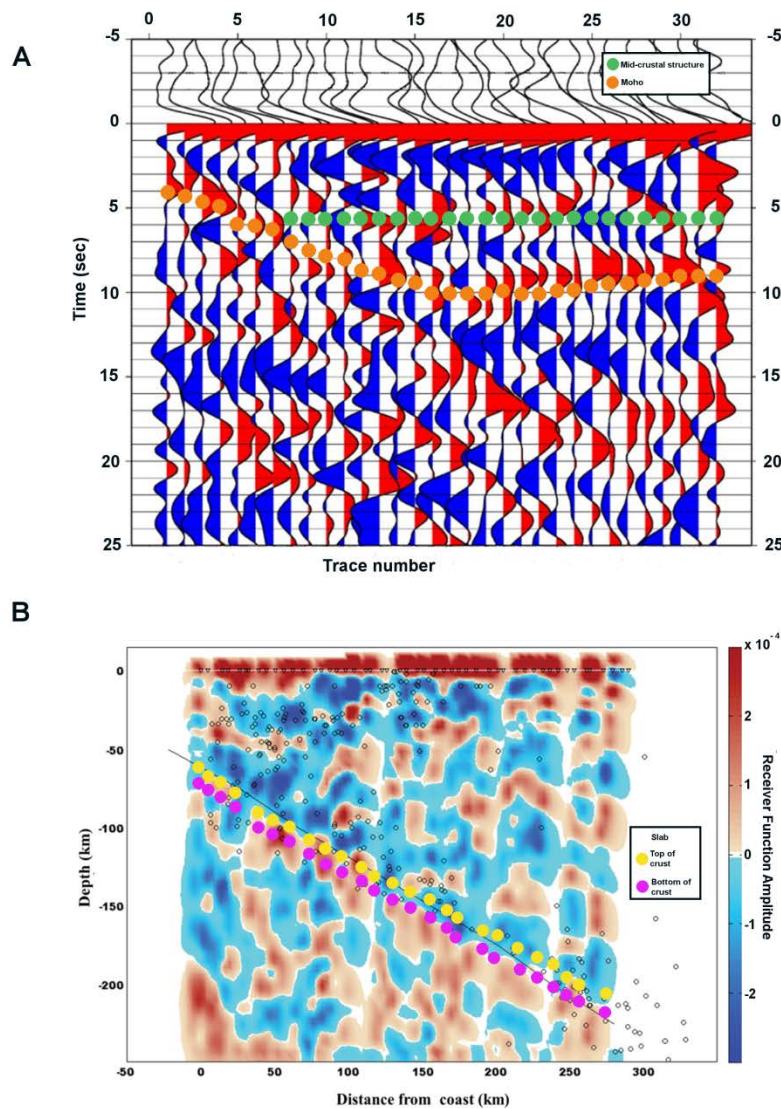 A
0 5 10 15 20 25 30
-5 -5
Mid-crustal structure
Moho
0 0
5 5
Time (sec)
10 10
15 15
20 20
25 25
Trace number
B
x 10⁻⁴
0
2
-50
1
Receiver Function Amplitude
Slab
Top of
crust
Bottom of
crust
Depth (km)
-100
0
-150
-1
-200
-2
-50 0 50 100 150 200 250 300
Distance from coast (km)